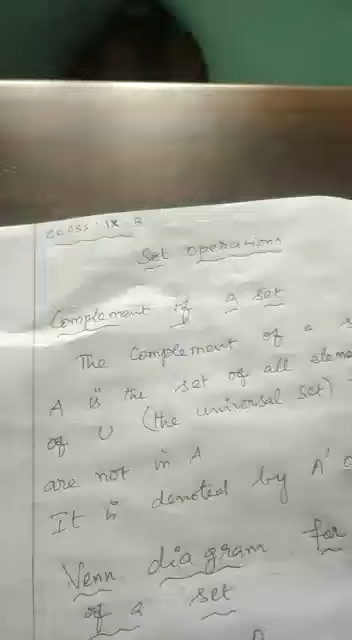 CLASS: IX
Set operations
Complement of a set
The Complement of a
A is the set of all eleme
of U (the universal set)
are not in A
It is denoted by A'
Venn diagram for
of a set